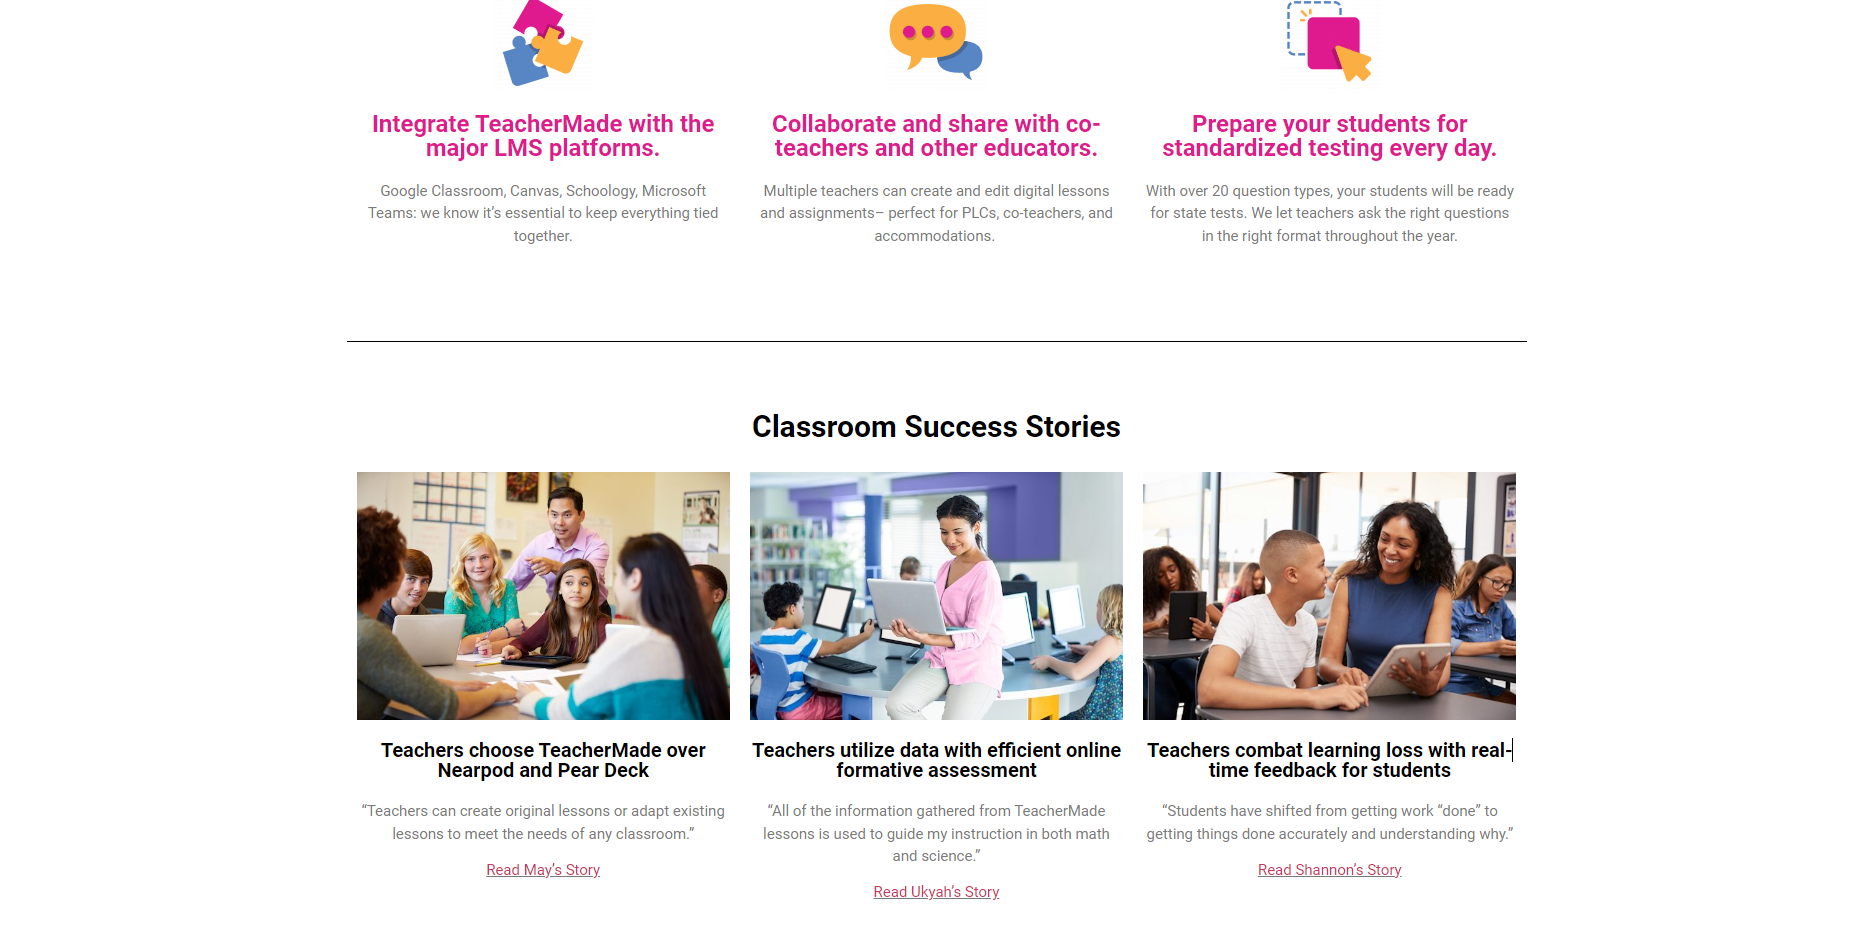 Integrate TeacherMade with the
major LMS platforms.
Google Classroom, Canvas, Schoology, Microsoft
Teams: we know it’s essential to keep everything tied
together.
Collaborate and share with co-
teachers and other educators.
Multiple teachers can create and edit digital lessons
and assignments– perfect for PLCs, co-teachers, and
accommodations.
Prepare your students for
standardized testing every day.
With over 20 question types, your students will be ready
for state tests. We let teachers ask the right questions
in the right format throughout the year.
Classroom Success Stories
Teachers choose TeacherMade over
Nearpod and Pear Deck
“Teachers can create original lessons or adapt existing
lessons to meet the needs of any classroom.”
Read May’s Story
Teachers utilize data with efficient online
formative assessment
“All of the information gathered from TeacherMade
lessons is used to guide my instruction in both math
and science.”
Read Ukyah’s Story
Teachers combat learning loss with real-
time feedback for students
“Students have shifted from getting work “done” to
getting things done accurately and understanding why.”
Read Shannon’s Story